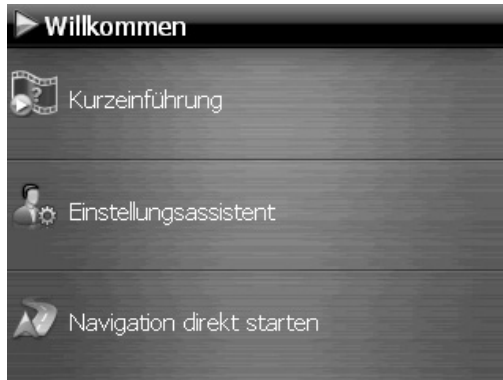 Willkommen
Kurzeinführung
Einstellungsassistent
Navigation direkt starten